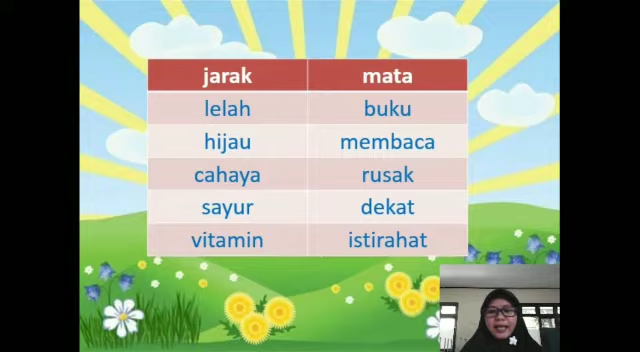 jarak mata
lelah buku
hijau membaca
cahaya rusak
sayur dekat
vitamin istirahat